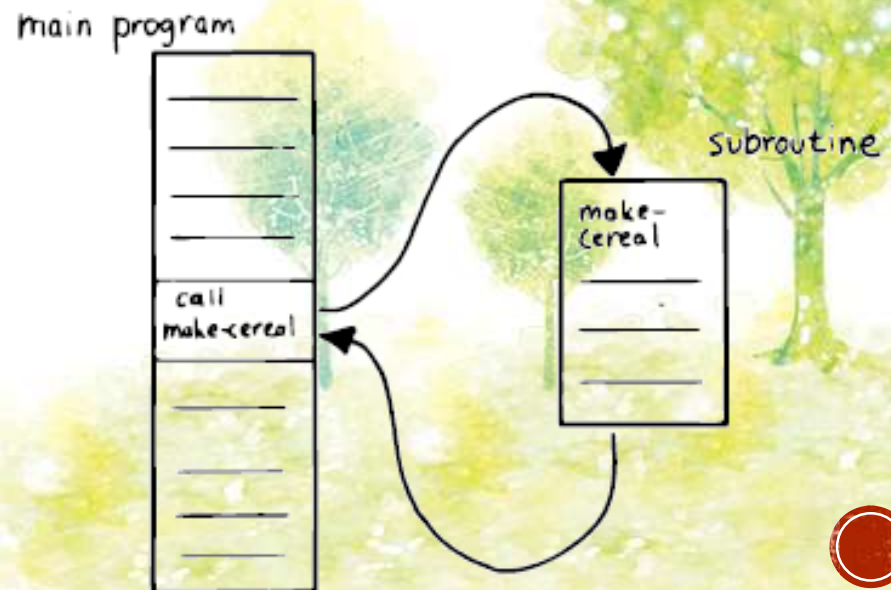 main program
subroutine
make-
cereal
call
make-cereal